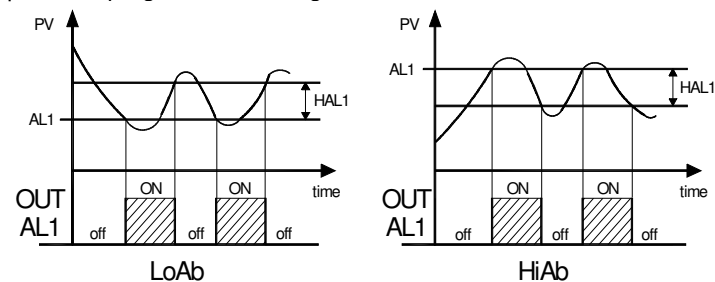 PV
HAL1
AL1
time
ON ON
OUT
AL1
off off off
LoAb
PV
AL1
HAL1
time
ON ON
OUT
AL1
off off off
HiAb